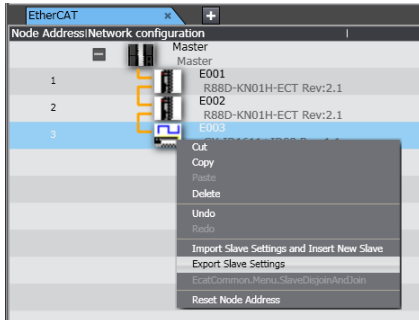 EtherCAT × +
Node Address|Network configuration |
Master
Master
1 E001
R88D-KN01H-ECT Rev:2.1
2 E002
R88D-KN01H-ECT Rev:2.1
3 E003
Cut
Copy
Paste
Delete
Undo
Redo
Import Slave Settings and Insert New Slave
Export Slave Settings
EcatCommon.Menu.SlaveDisjoinAndJoin
Reset Node Address